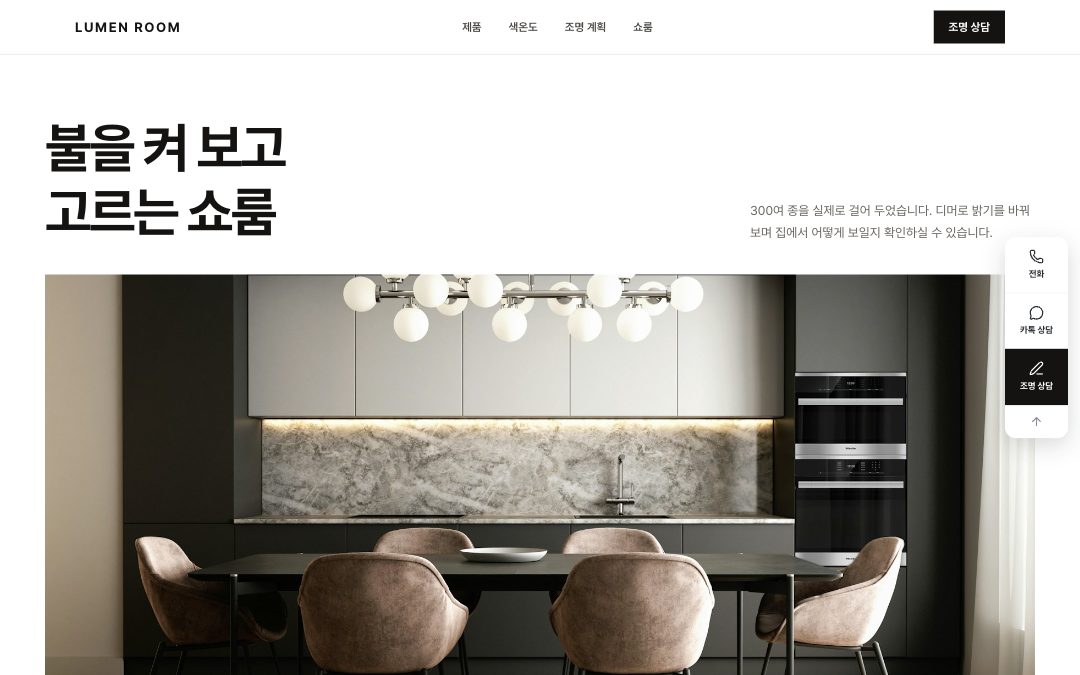 LUMEN ROOM
제품
색온도
조명 계획
쇼룸
조명 상담
불을 켜 보고
고르는 쇼룸
300여 종을 실제로 걸어 두었습니다. 디머로 밝기를 바꿔
보며 집에서 어떻게 보일지 확인하실 수 있습니다.
전화
카톡 상담
조명 상담